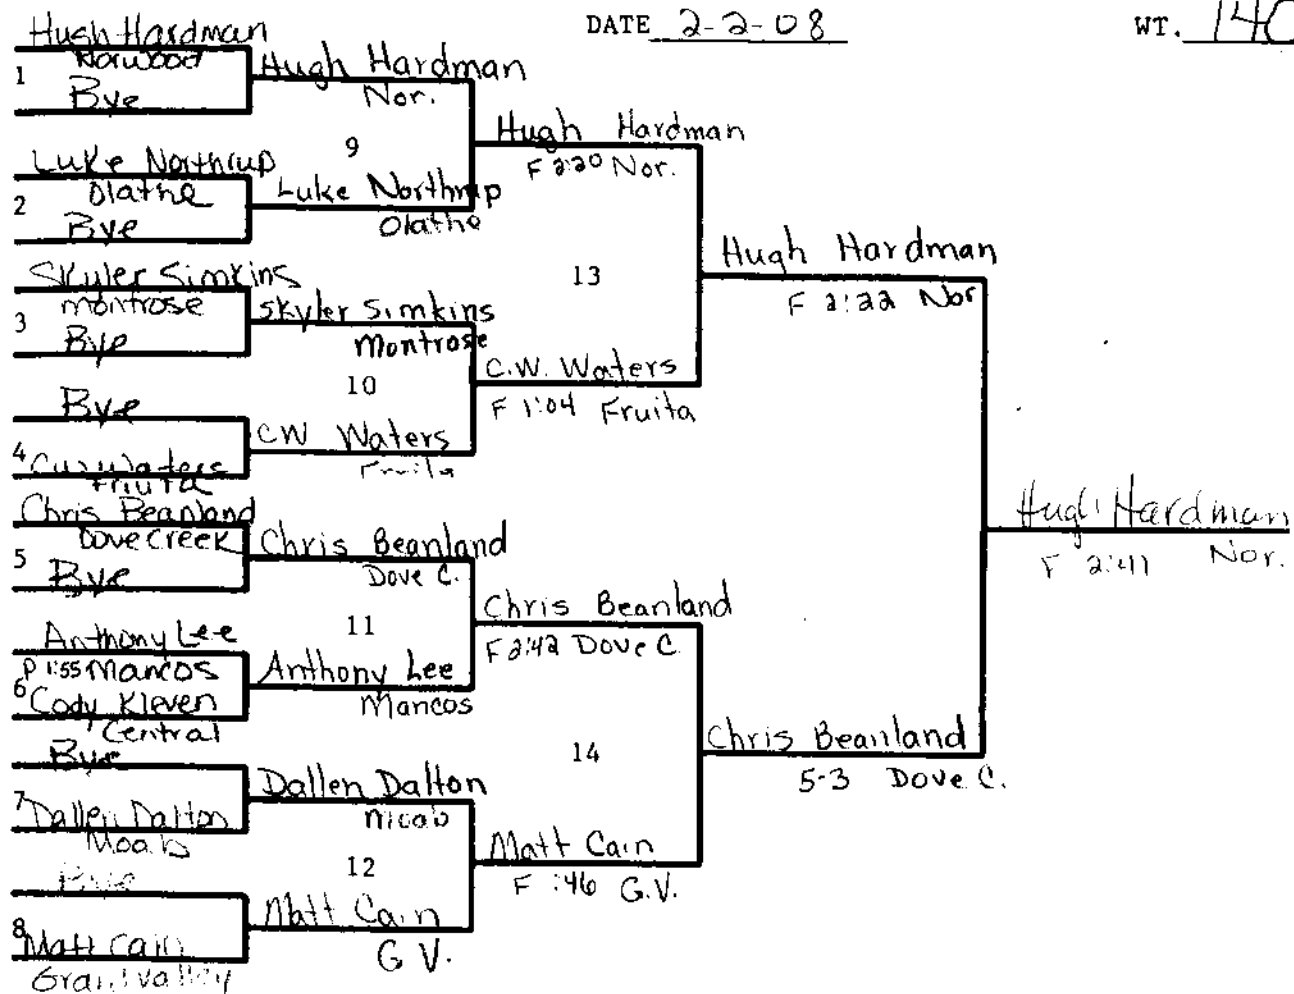 DATE 2-2-08
WT. 140
Hugh Hardman
1 Norwood
Bye
Luke Northrup
2 Olathe
Bye
Skyler Simkins
3 montrose
Bye
Bye
4 C.W. Waters
Fruita
Chris Beanland
5 Dove Creek
Bye
Anthony Lee
P 1:55 Mancos
6 Cody Kleven
Central
Bye
7 Dallen Dalton
Moab
Bye
8 Matt Cain
Grand valley
Hugh Hardman
Nor.
9
Luke Northrup
Olathe
Skyler Simkins
Montrose
10
CW Waters
Fruita
Chris Beanland
Dove C.
11
Anthony Lee
Mancos
Dallen Dalton
Moab
12
Matt Cain
G V.
Hugh Hardman
F 2:20 Nor.
13
C.W. Waters
F 1:04 Fruita
Chris Beanland
F 2:42 Dove C.
14
Matt Cain
F :46 G.V.
Hugh Hardman
F 2:22 Nor
Chris Beanland
5-3 Dove C.
Hugh Hardman
F 2:41 Nor.